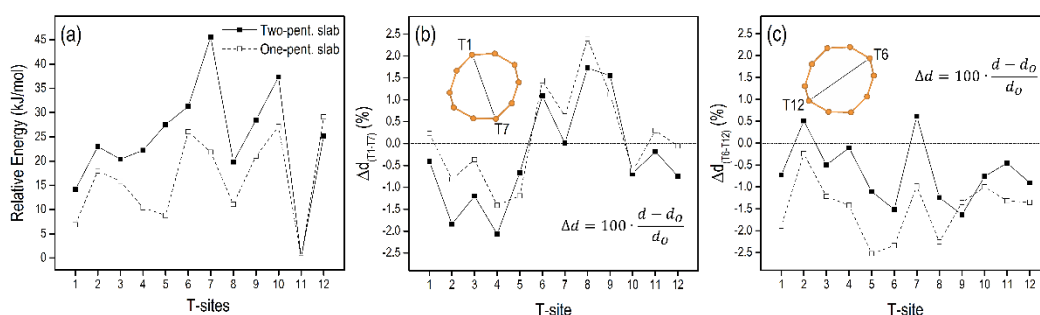 (a)
Two-pent. slab
One-pent. slab
Relative Energy (kJ/mol)
45
40
35
30
25
20
15
10
5
0
1 2 3 4 5 6 7 8 9 10 11 12
T-sites
(b)
T1
T7
Δd(T1-T7) (%)
2.5
2.0
1.5
1.0
0.5
0.0
-0.5
-1.0
-1.5
-2.0
-2.5
Δd = 100 · d − do / do
1 2 3 4 5 6 7 8 9 10 11 12
T-site
(c)
T6
T12
Δd = 100 · d − do / do
Δd(T6-T12) (%)
2.5
2.0
1.5
1.0
0.5
0.0
-0.5
-1.0
-1.5
-2.0
-2.5
1 2 3 4 5 6 7 8 9 10 11 12
T-site